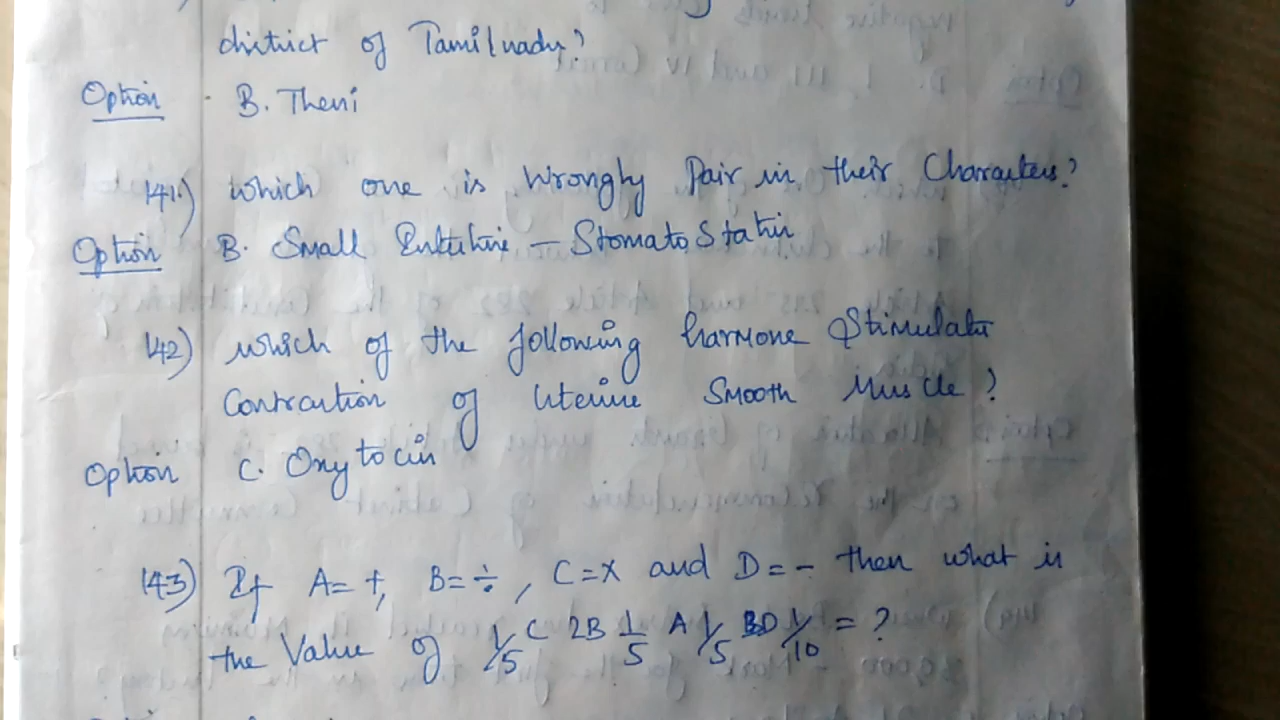 district of Tamilnadu?
Option B. Theni
141.) which one is wrongly Pair in their Characters?
Option B. Small Intestine - Stomato Statin
142) which of the following harmone Stimulate
Contraction of Uterine Smooth Muscle?
Option C. Oxytocin
143) If A=+, B=÷, C=x and D=- then what is
the Value of 1/5 C 2B 1/5 A 1/5 D 1/10 = ?